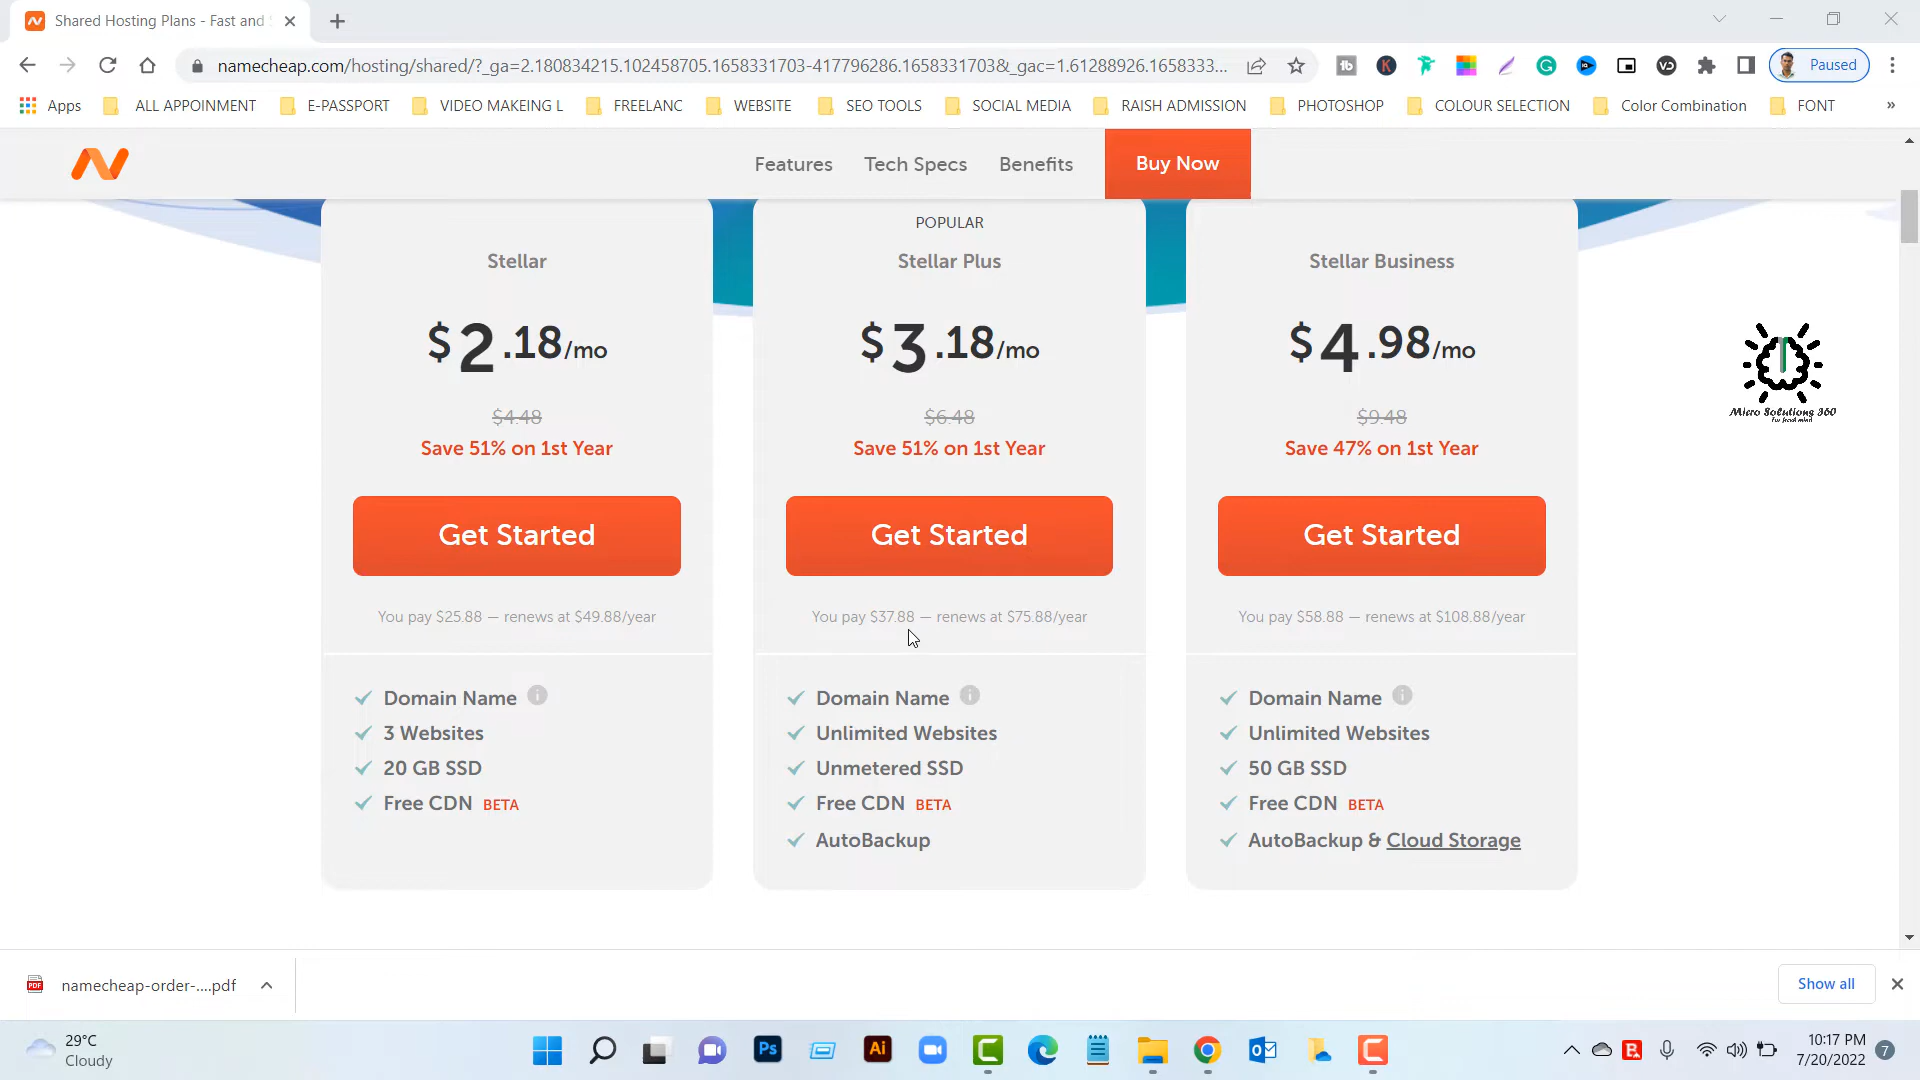 Shared Hosting Plans - Fast and
namecheap.com/hosting/shared/?_ga=2.180834215.102458705.1658331703-417796286.1658331703&_gac=1.61288926.1658333...
Paused
Apps
ALL APPOINMENT
E-PASSPORT
VIDEO MAKEING L
FREELANC
WEBSITE
SEO TOOLS
SOCIAL MEDIA
RAISH ADMISSION
PHOTOSHOP
COLOUR SELECTION
Color Combination
FONT
»
Features
Tech Specs
Benefits
Buy Now
Stellar
$2.18/mo
$4.48
Save 51% on 1st Year
Get Started
You pay $25.88 — renews at $49.88/year
Domain Name
3 Websites
20 GB SSD
Free CDN BETA
POPULAR
Stellar Plus
$3.18/mo
$6.48
Save 51% on 1st Year
Get Started
You pay $37.88 — renews at $75.88/year
Domain Name
Unlimited Websites
Unmetered SSD
Free CDN BETA
AutoBackup
Stellar Business
$4.98/mo
$9.48
Save 47% on 1st Year
Get Started
You pay $58.88 — renews at $108.88/year
Domain Name
Unlimited Websites
50 GB SSD
Free CDN BETA
AutoBackup & Cloud Storage
Micro Solutions 360
For fresh mind
namecheap-order-....pdf
Show all
29°C
Cloudy
Ps
Ai
10:17 PM
7/20/2022
7